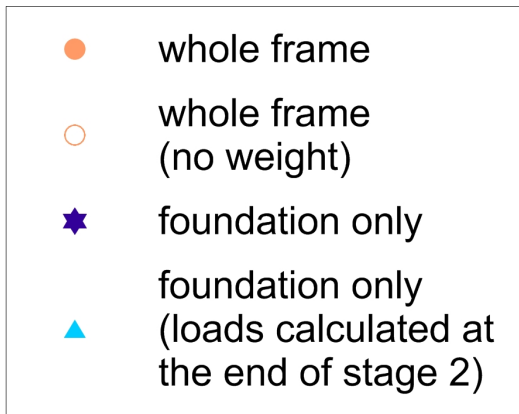 whole frame
whole frame
(no weight)
foundation only
foundation only
(loads calculated at
the end of stage 2)